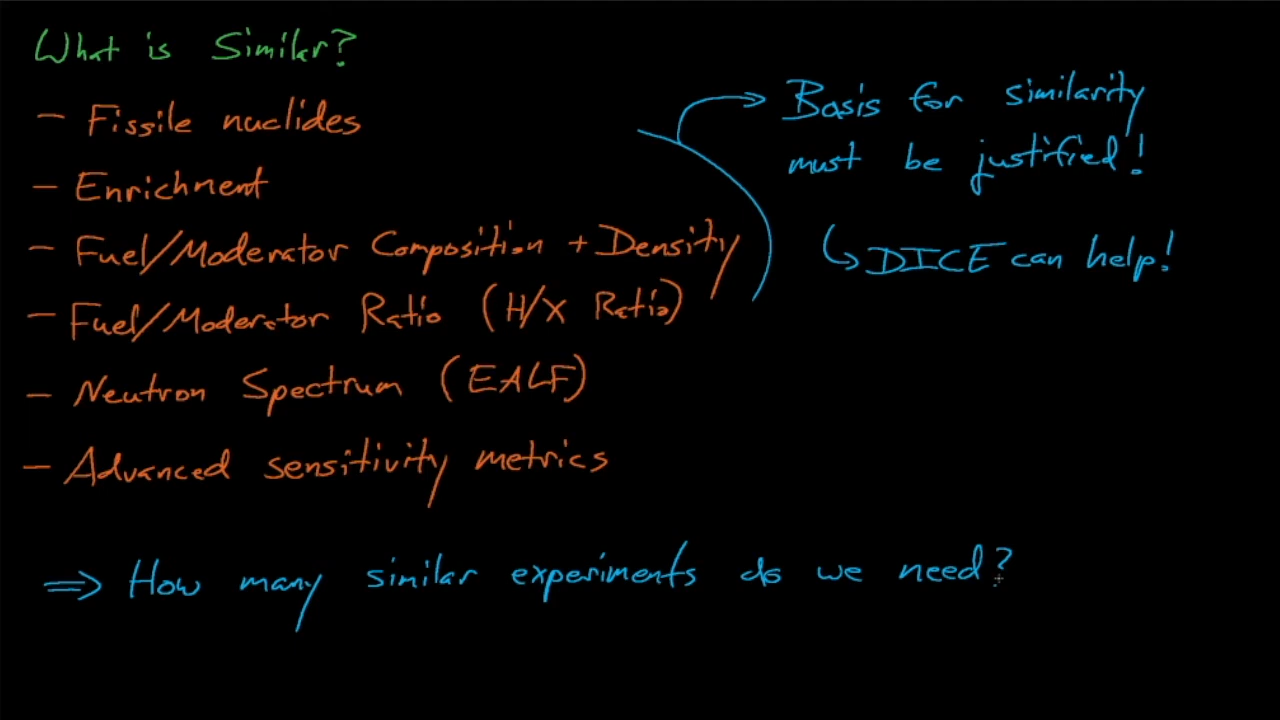 What is Similar?
- Fissile nuclides
- Enrichment
- Fuel/Moderator Composition + Density
- Fuel/Moderator Ratio (H/X Ratio)
- Neutron Spectrum (EALF)
- Advanced sensitivity metrics
Basis for similarity
must be justified!
↳ DICE can help!
⇒ How many similar experiments do we need?